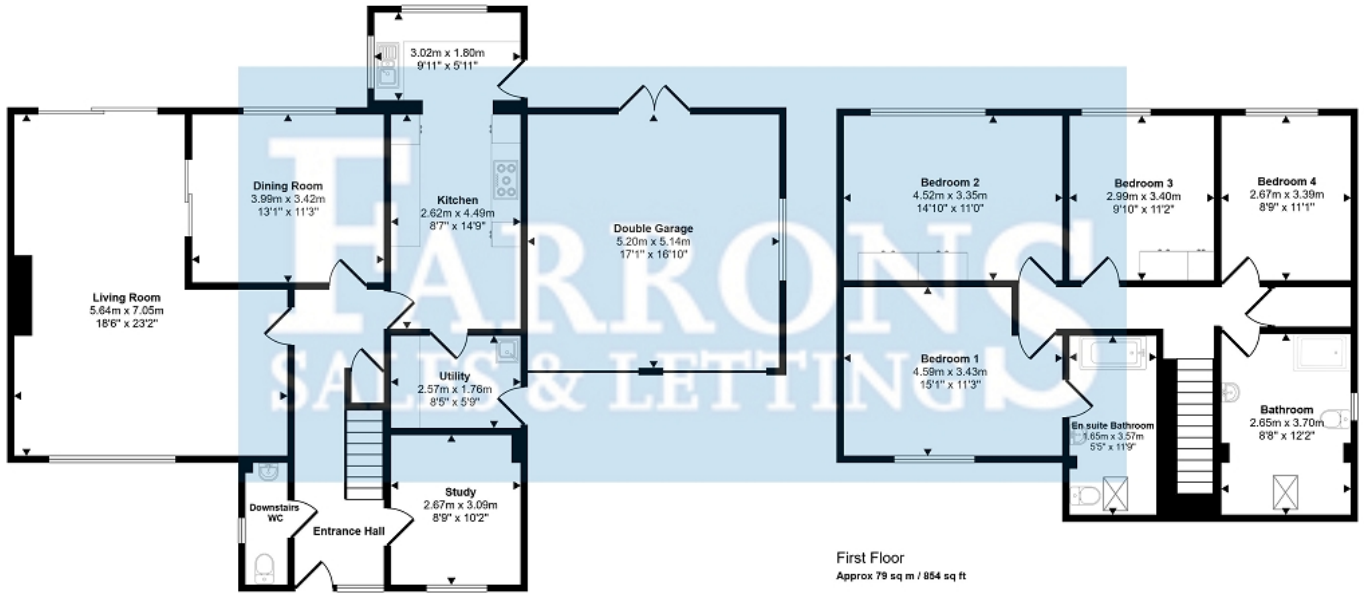 3.02m x 1.80m
9'11" x 5'11"
Dining Room
3.99m x 3.42m
13'1" x 11'3"
Kitchen
2.62m x 4.49m
8'7" x 14'9"
Double Garage
5.20m x 5.14m
17'1" x 16'10"
Living Room
5.64m x 7.05m
18'6" x 23'2"
Utility
2.57m x 1.76m
8'5" x 5'9"
Study
2.67m x 3.09m
8'9" x 10'2"
Downstairs
WC
Entrance Hall
Bedroom 2
4.52m x 3.35m
14'10" x 11'0"
Bedroom 3
2.99m x 3.40m
9'10" x 11'2"
Bedroom 4
2.67m x 3.39m
8'9" x 11'1"
Bedroom 1
4.59m x 3.43m
15'1" x 11'3"
En suite Bathroom
1.65m x 3.57m
5'5" x 11'9"
Bathroom
2.65m x 3.70m
8'8" x 12'2"
First Floor
Approx 79 sq m / 854 sq ft
FARRONS
SALES & LETTINGS